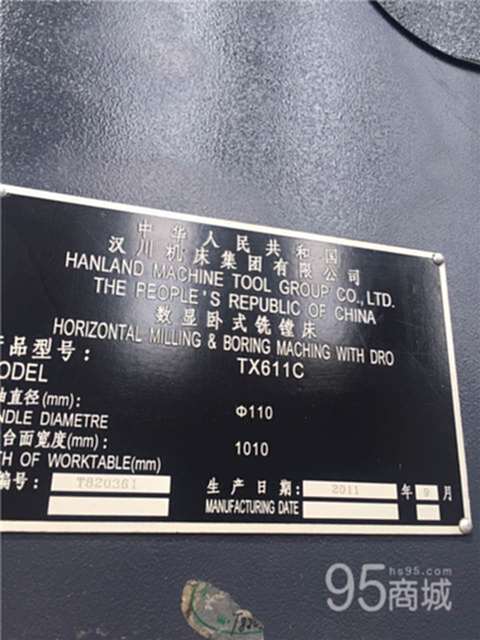 中华人民共和国
汉川机床集团有限公司
HANLAND MACHINE TOOL GROUP CO., LTD.
THE PEOPLE'S REPUBLIC OF CHINA
数显卧式铣镗床
HORIZONTAL MILLING & BORING MACHING WITH DRO
产品型号:
ODEL TX611C
轴直径(mm):
NDLE DIAMETRE Φ110
台面宽度(mm):
TH OF WORKTABLE(mm) 1010
编号: T820361 生产日期: 2011 年 9 月
MANUFACTURING DATE
95商城
hs95.com